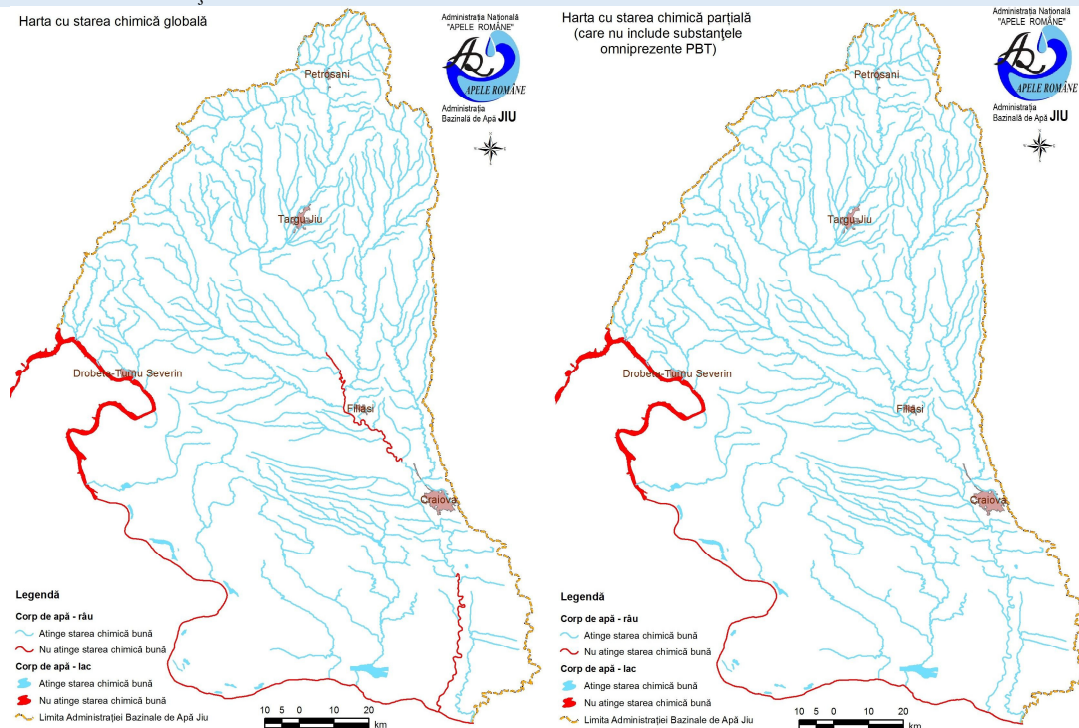 Harta cu starea chimică globală
Administrația Națională
"APELE ROMÂNE"
APELE ROMÂNE
Administrația
Bazinală de Apă JIU
Petroșani
Targu-Jiu
Drobeta-Turnu Severin
Filiași
Craiova
Legendă
Corp de apă - râu
Atinge starea chimică bună
Nu atinge starea chimică bună
Corp de apă - lac
Atinge starea chimică bună
Nu atinge starea chimică bună
Limita Administrației Bazinale de Apă Jiu
10 5 0 10 20
km
Harta cu starea chimică parțială
(care nu include substanțele
omniprezente PBT)
Administrația Națională
"APELE ROMÂNE"
APELE ROMÂNE
Administrația
Bazinală de Apă JIU
Petroșani
Targu-Jiu
Drobeta-Turnu Severin
Filiași
Craiova
Legendă
Corp de apă - râu
Atinge starea chimică bună
Nu atinge starea chimică bună
Corp de apă - lac
Atinge starea chimică bună
Nu atinge starea chimică bună
Limita Administrației Bazinale de Apă Jiu
10 5 0 10 20
km